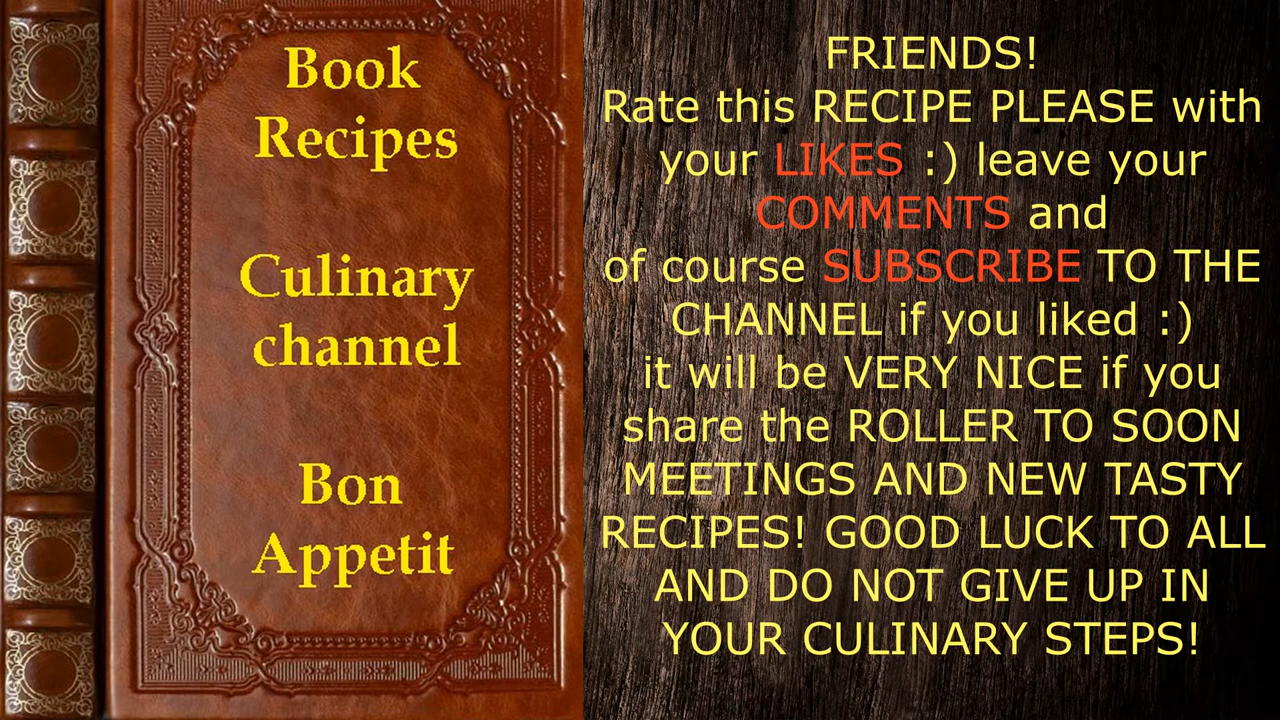 Book
Recipes
Culinary
channel
Bon
Appetit
FRIENDS!
Rate this RECIPE PLEASE with
your LIKES :) leave your
COMMENTS and
of course SUBSCRIBE TO THE
CHANNEL if you liked :)
it will be VERY NICE if you
share the ROLLER TO SOON
MEETINGS AND NEW TASTY
RECIPES! GOOD LUCK TO ALL
AND DO NOT GIVE UP IN
YOUR CULINARY STEPS!